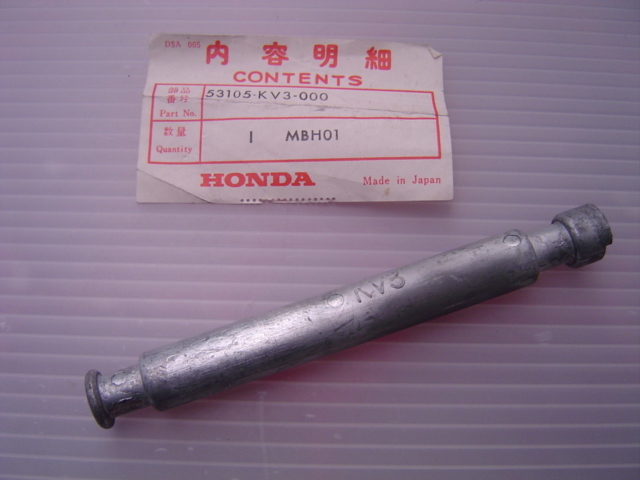 DSA 005
内容明細
CONTENTS
部品番号
Part No.
53105-KV3-000
数量
Quantity
1 MBH01
HONDA
Made in Japan
KV3